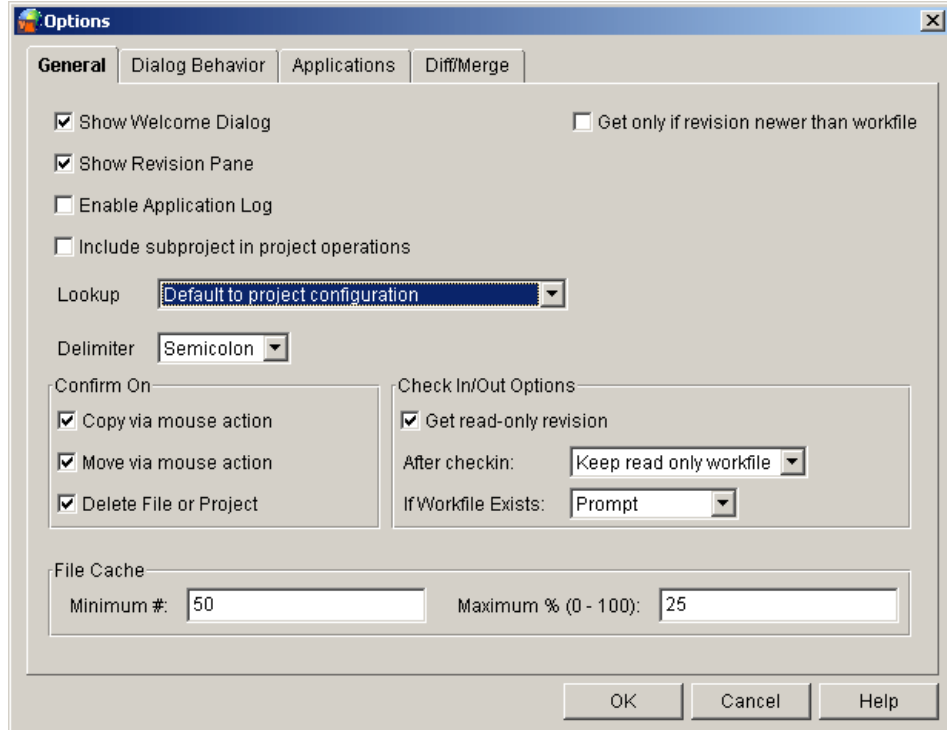 Options
General Dialog Behavior Applications Diff/Merge
Show Welcome Dialog Get only if revision newer than workfile
Show Revision Pane
Enable Application Log
Include subproject in project operations
Lookup Default to project configuration
Delimiter Semicolon
Confirm On Check In/Out Options
Copy via mouse action Get read-only revision
Move via mouse action After checkin: Keep read only workfile
Delete File or Project If Workfile Exists: Prompt
File Cache
Minimum #: 50 Maximum % (0 - 100): 25
OK Cancel Help